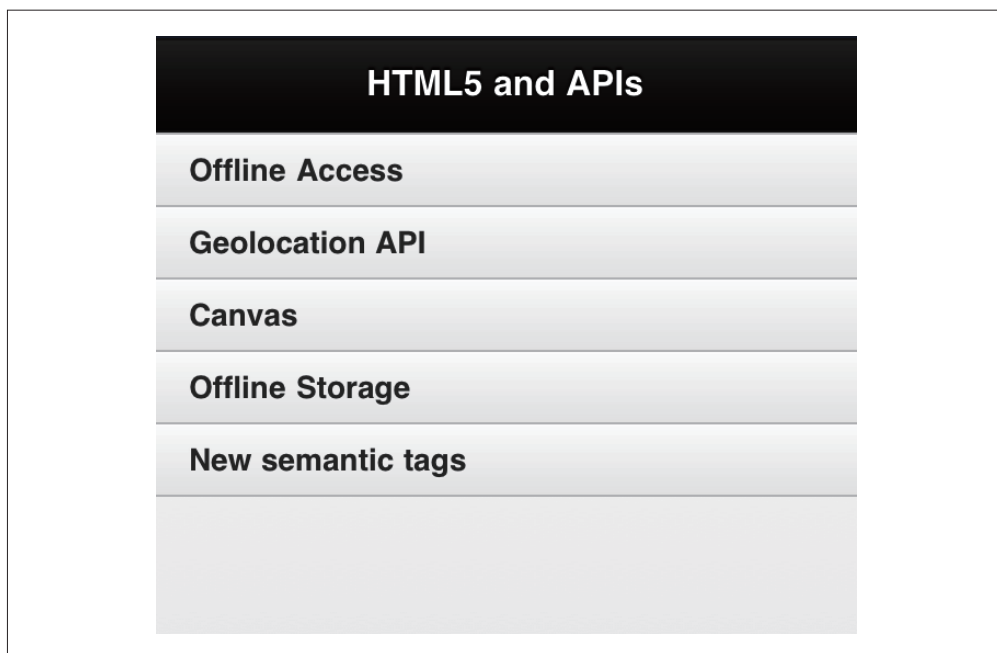 HTML5 and APIs
Offline Access
Geolocation API
Canvas
Offline Storage
New semantic tags